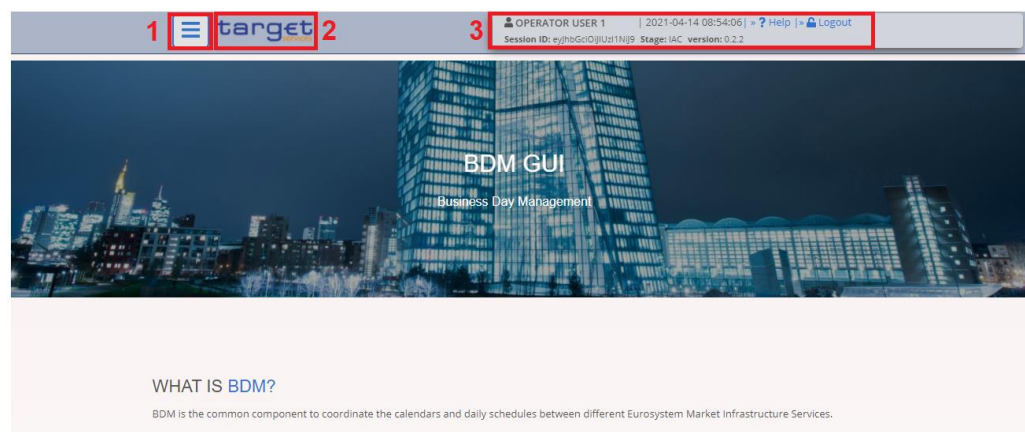 1
target
services
2
3
OPERATOR USER 1 | 2021-04-14 08:54:06| » ? Help |» Logout
Session ID: eyJhbGciOiJIUzI1NiJ9 Stage: IAC version: 0.2.2
BDM GUI
Business Day Management
WHAT IS BDM?
BDM is the common component to coordinate the calendars and daily schedules between different Eurosystem Market Infrastructure Services.